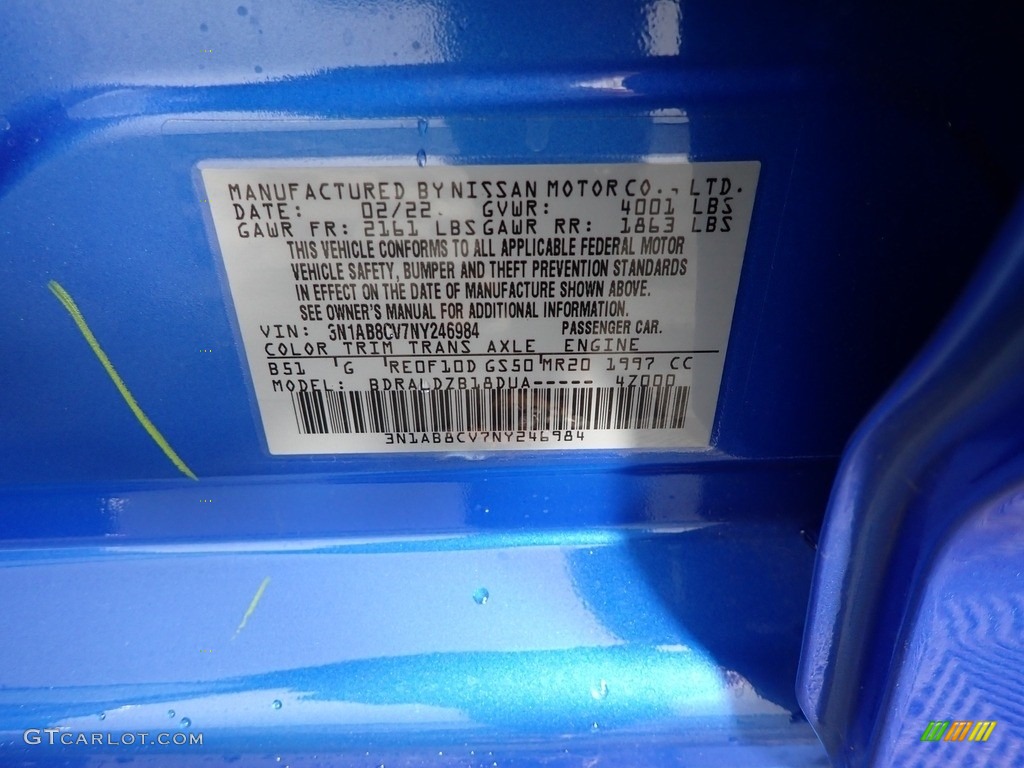 MANUFACTURED BY NISSAN MOTOR CO., LTD.
DATE: 02/22 GVWR: 4001 LBS
GAWR FR: 2161 LBS GAWR RR: 1863 LBS
THIS VEHICLE CONFORMS TO ALL APPLICABLE FEDERAL MOTOR
VEHICLE SAFETY, BUMPER AND THEFT PREVENTION STANDARDS
IN EFFECT ON THE DATE OF MANUFACTURE SHOWN ABOVE.
SEE OWNER'S MANUAL FOR ADDITIONAL INFORMATION.
VIN: 3N1AB8CV7NY246984 PASSENGER CAR.
COLOR TRIM TRANS AXLE ENGINE
B51 G RE0F10D GS50 MR20 1997 CC
MODEL: BDRALDZB18DUA----- 4Z000
3N1AB8CV7NY246984
GTCARLOT.COM